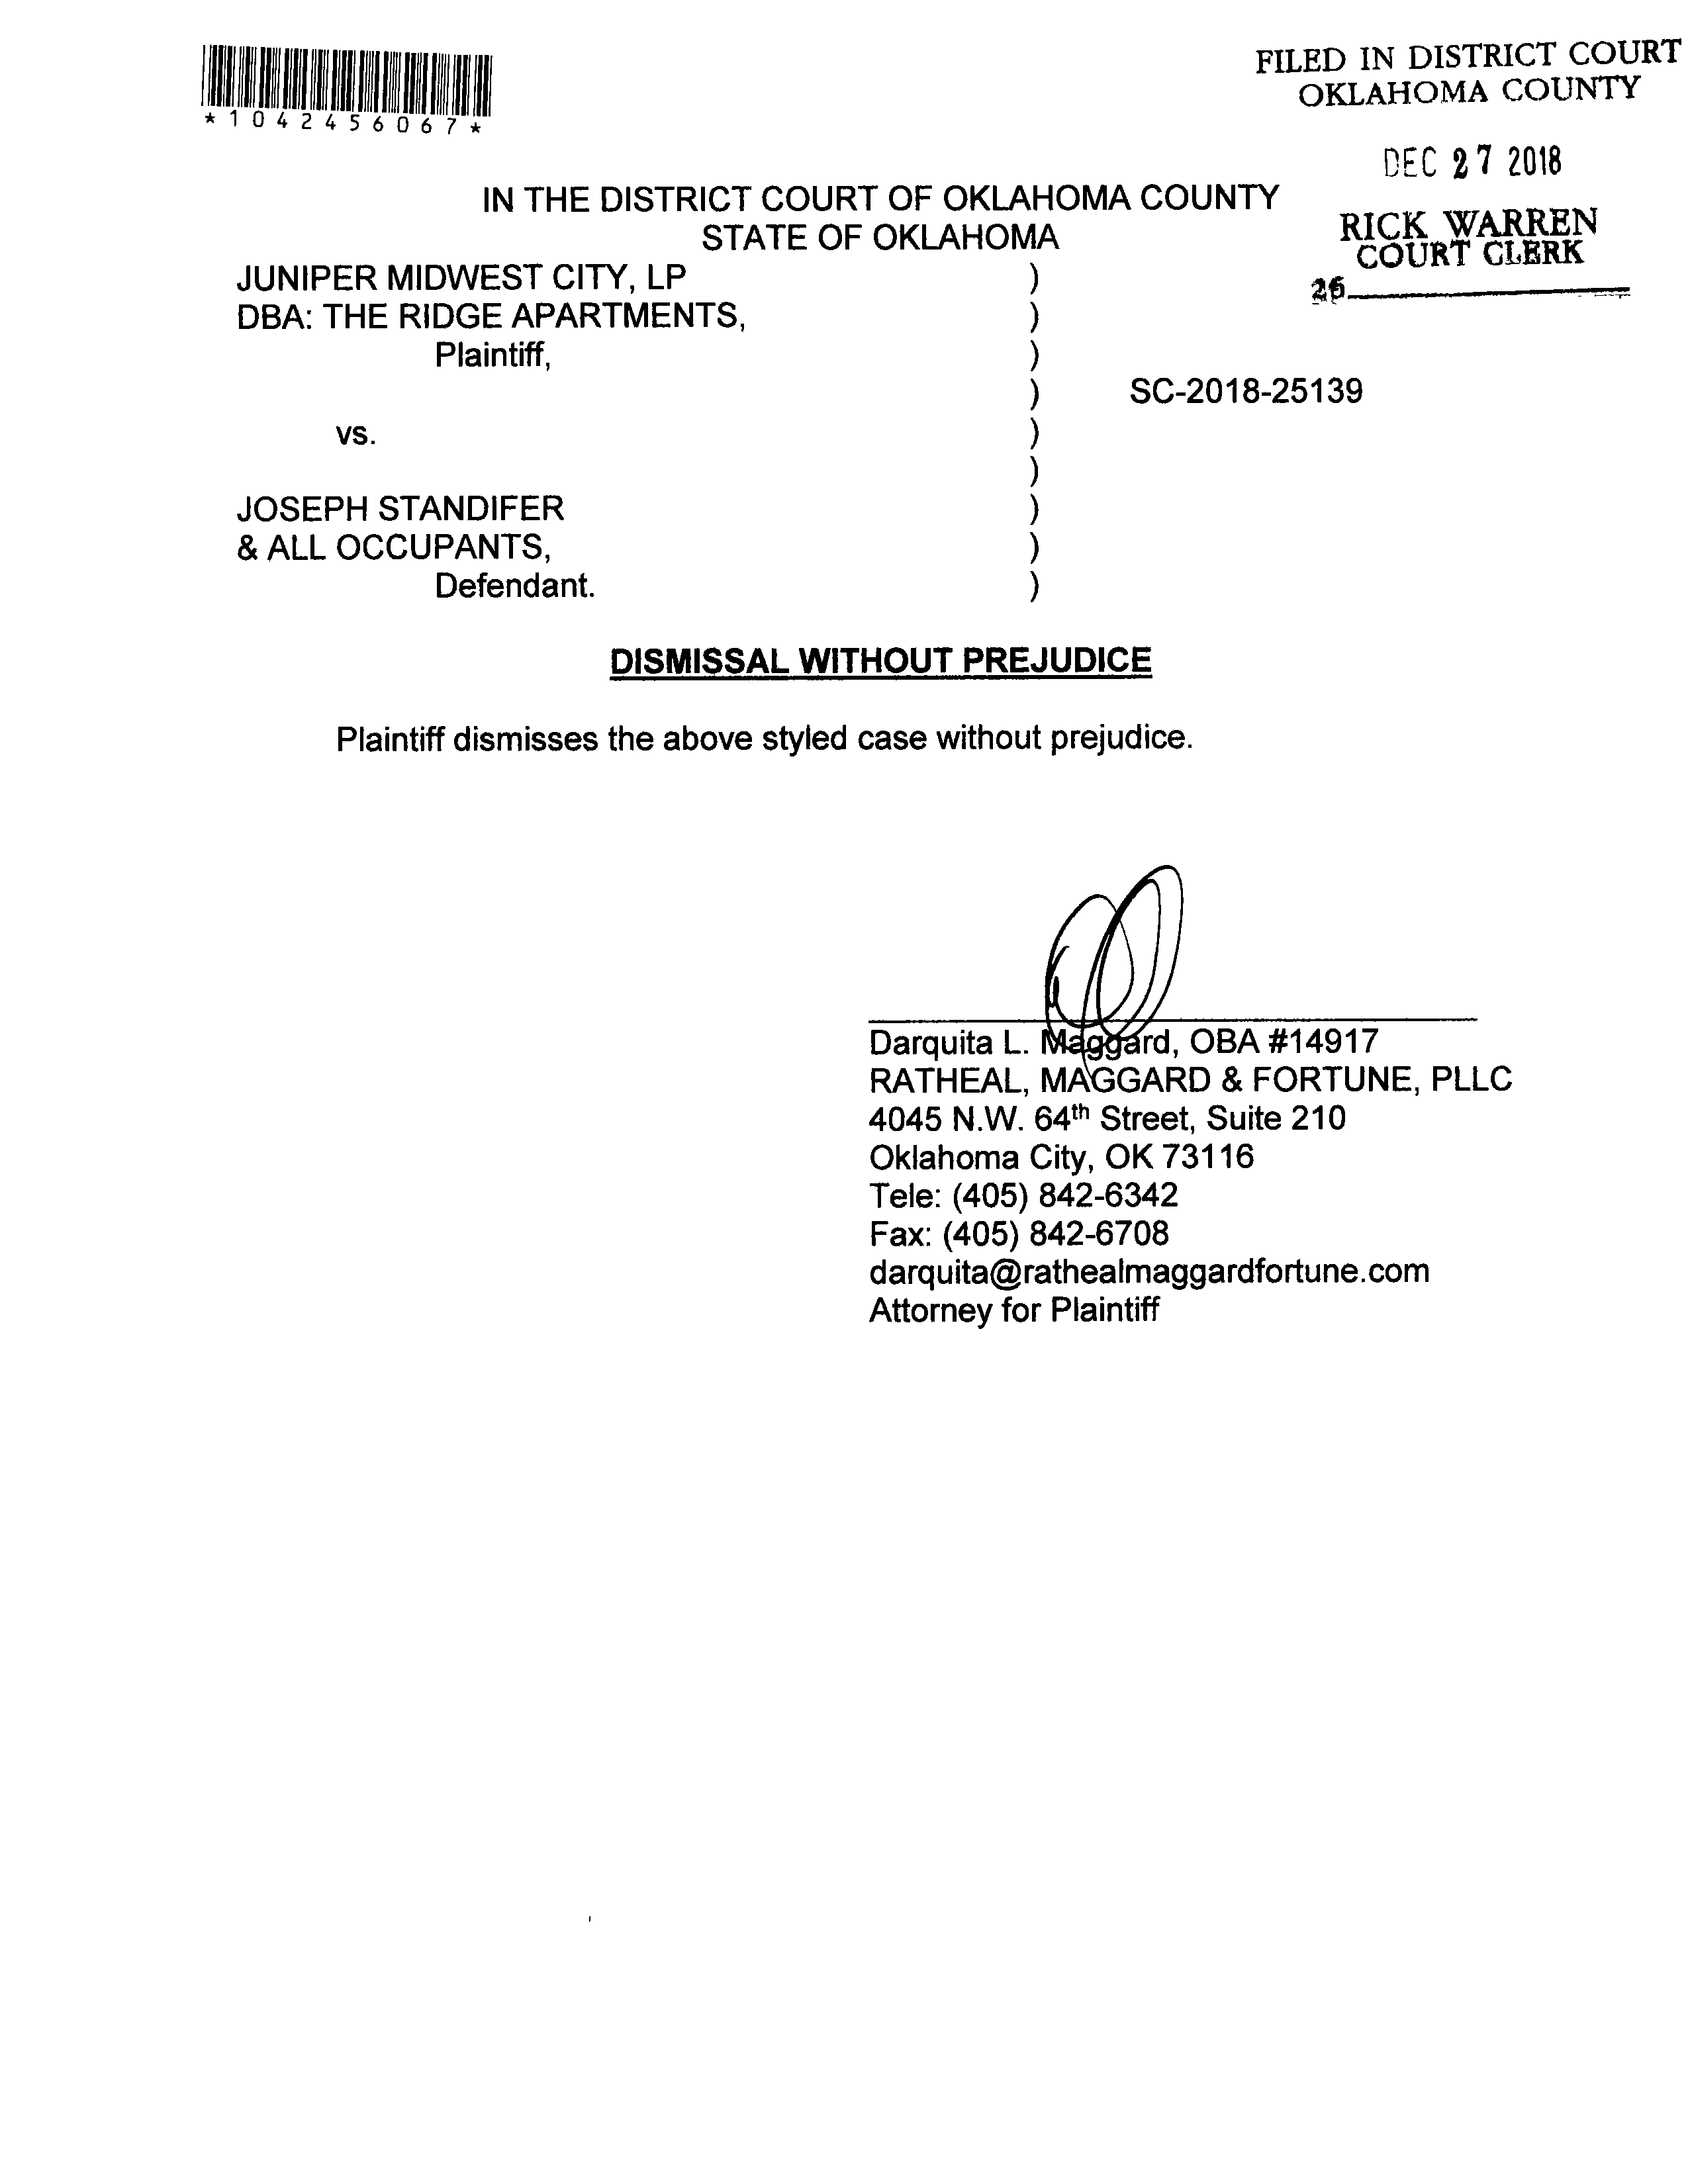 *1042456067*
FILED IN DISTRICT COURT
OKLAHOMA COUNTY
DEC 27 2018
RICK WARREN
COURT CLERK
26
IN THE DISTRICT COURT OF OKLAHOMA COUNTY
STATE OF OKLAHOMA
JUNIPER MIDWEST CITY, LP )
DBA: THE RIDGE APARTMENTS, )
Plaintiff, )
) SC-2018-25139
vs. )
)
JOSEPH STANDIFER )
& ALL OCCUPANTS, )
Defendant. )
DISMISSAL WITHOUT PREJUDICE
Plaintiff dismisses the above styled case without prejudice.
Darquita L. Maggard, OBA #14917
RATHEAL, MAGGARD & FORTUNE, PLLC
4045 N.W. 64th Street, Suite 210
Oklahoma City, OK 73116
Tele: (405) 842-6342
Fax: (405) 842-6708
darquita@rathealmaggardfortune.com
Attorney for Plaintiff